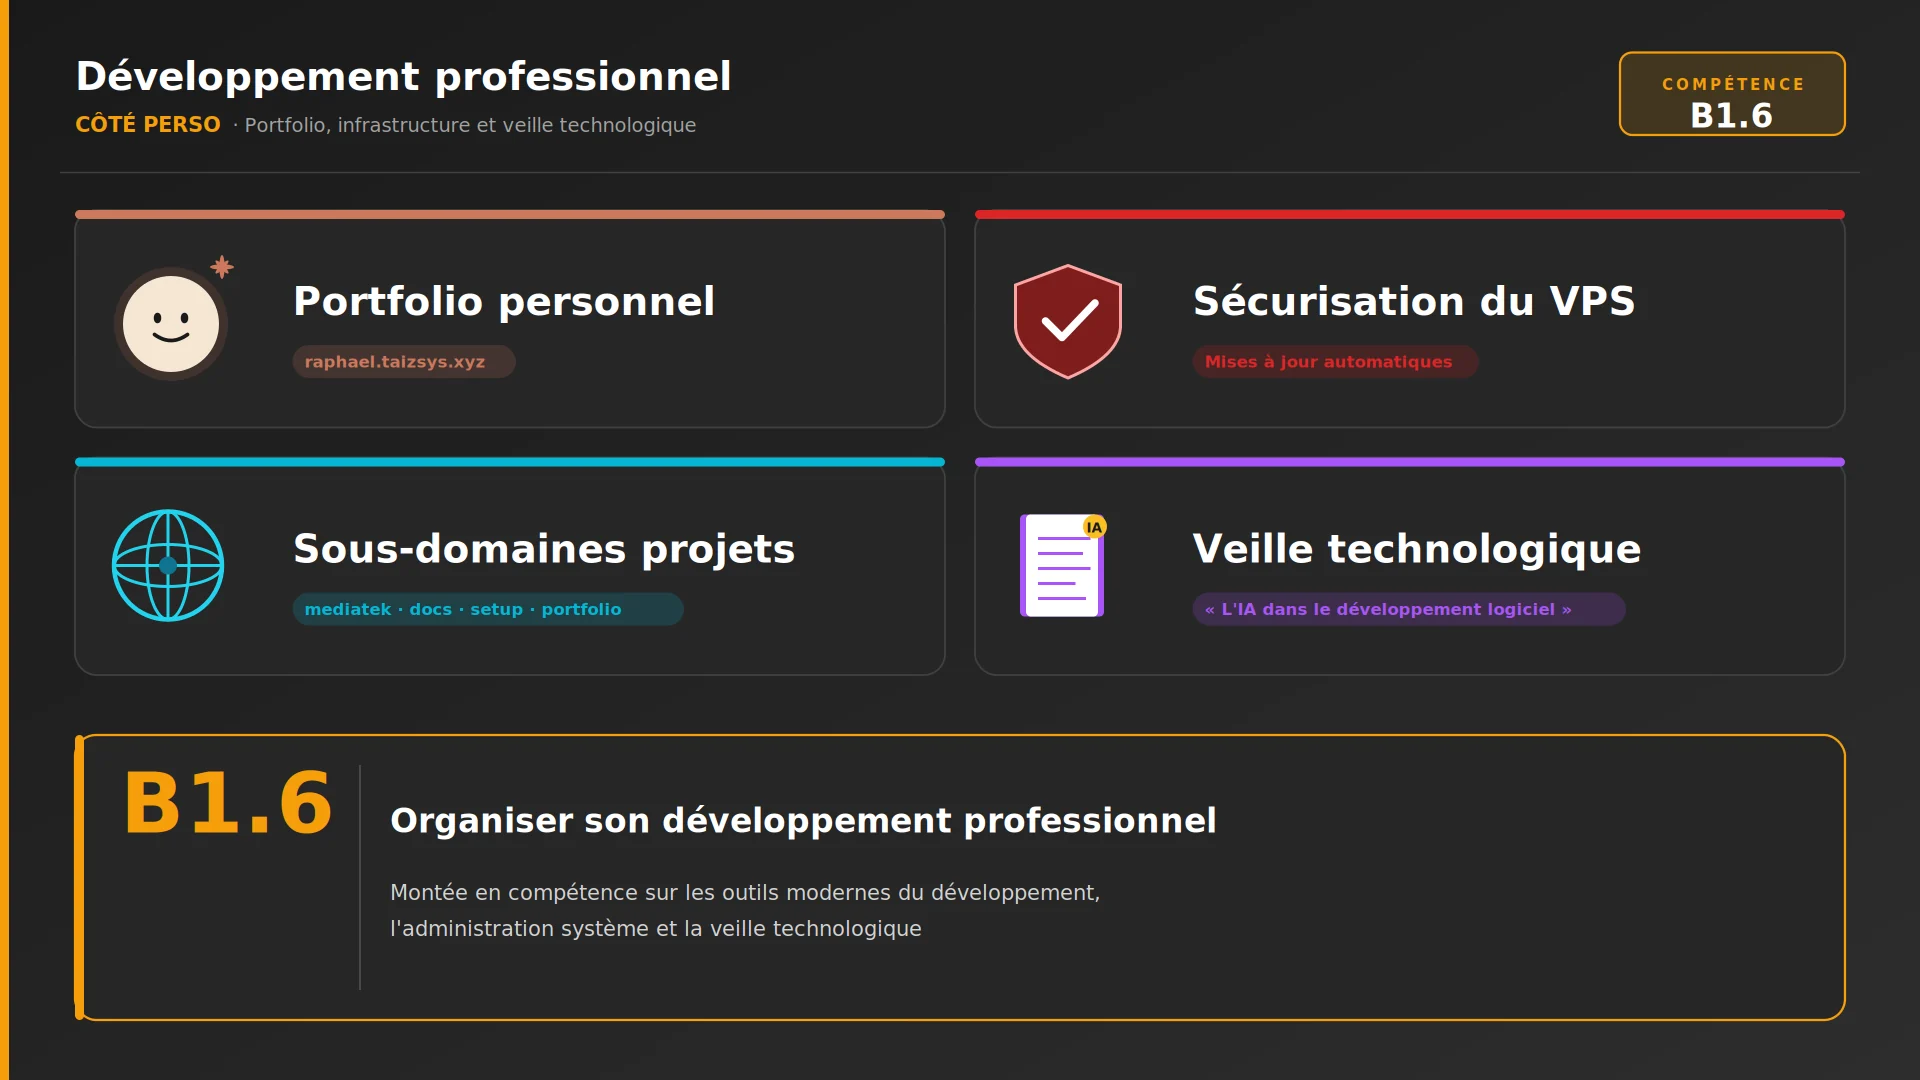 Développement professionnel
CÔTÉ PERSO · Portfolio, infrastructure et veille technologique
COMPÉTENCE
B1.6
Portfolio personnel
raphael.taizsys.xyz
Sécurisation du VPS
Mises à jour automatiques
Sous-domaines projets
mediatek · docs · setup · portfolio
IA
Veille technologique
« L'IA dans le développement logiciel »
B1.6
Organiser son développement professionnel
Montée en compétence sur les outils modernes du développement,
l'administration système et la veille technologique